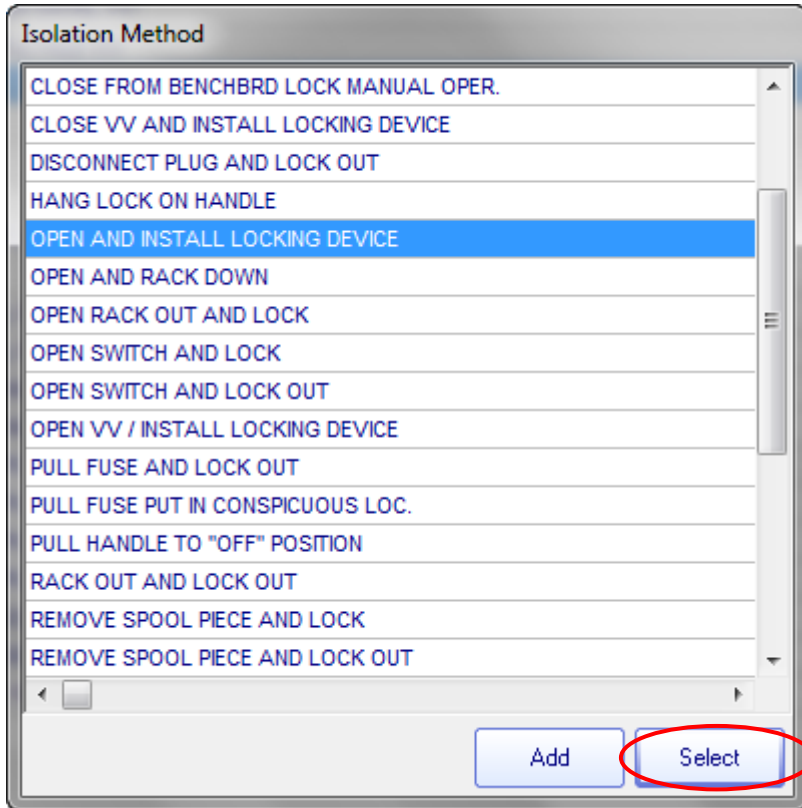 Isolation Method
CLOSE FROM BENCHBRD LOCK MANUAL OPER.
CLOSE VV AND INSTALL LOCKING DEVICE
DISCONNECT PLUG AND LOCK OUT
HANG LOCK ON HANDLE
OPEN AND INSTALL LOCKING DEVICE
OPEN AND RACK DOWN
OPEN RACK OUT AND LOCK
OPEN SWITCH AND LOCK
OPEN SWITCH AND LOCK OUT
OPEN VV / INSTALL LOCKING DEVICE
PULL FUSE AND LOCK OUT
PULL FUSE PUT IN CONSPICUOUS LOC.
PULL HANDLE TO "OFF" POSITION
RACK OUT AND LOCK OUT
REMOVE SPOOL PIECE AND LOCK
REMOVE SPOOL PIECE AND LOCK OUT
Add Select